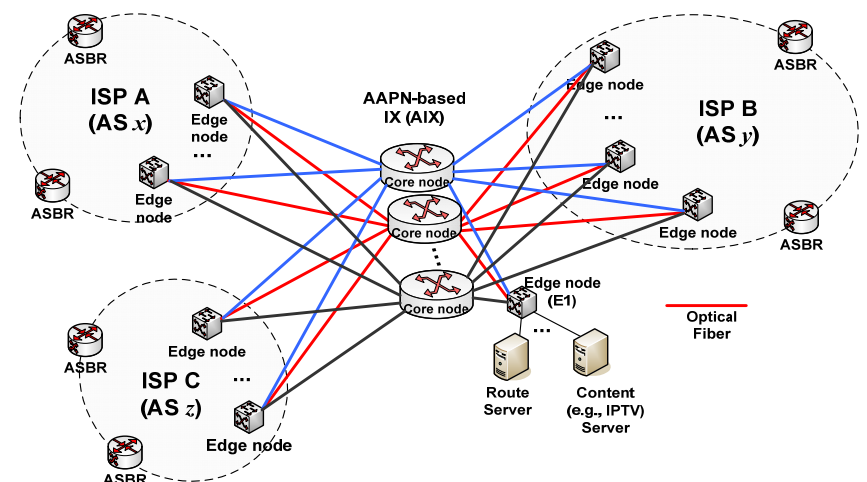 ASBR
ISP A
(AS x)
Edge
node
...
Edge
node
ASBR
AAPN-based
IX (AIX)
Core node
Core node
...
Core node
Edge node
...
ISP B
(AS y)
ASBR
Edge node
Edge node
ASBR
Edge node
(E1)
...
Route
Server
Content
(e.g., IPTV)
Server
Optical
Fiber
ASBR
Edge node
ISP C
(AS z)
...
Edge node
ASBR